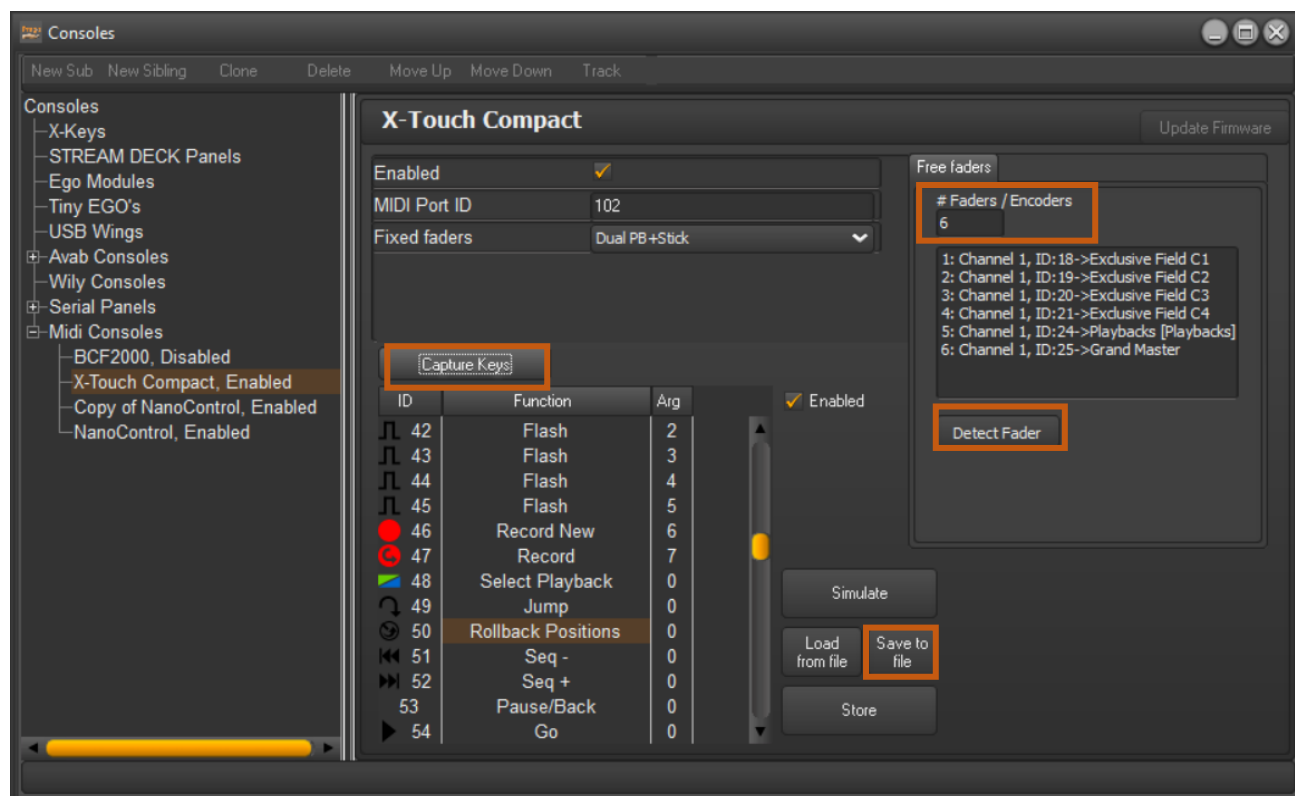 Consoles
New Sub New Sibling Clone Delete Move Up Move Down Track
Consoles
X-Keys
STREAM DECK Panels
Ego Modules
Tiny EGO's
USB Wings
Avab Consoles
Wily Consoles
Serial Panels
Midi Consoles
BCF2000, Disabled
X-Touch Compact, Enabled
Copy of NanoControl, Enabled
NanoControl, Enabled
X-Touch Compact
Update Firmware
Enabled
MIDI Port ID 102
Fixed faders Dual PB+Stick
Capture Keys
ID Function Arg
42 Flash 2
43 Flash 3
44 Flash 4
45 Flash 5
46 Record New 6
47 Record 7
48 Select Playback 0
49 Jump 0
50 Rollback Positions 0
51 Seq - 0
52 Seq + 0
53 Pause/Back 0
54 Go 0
Enabled
Simulate
Load
from file
Save to
file
Store
Free faders
# Faders / Encoders
6
1: Channel 1, ID:18->Exclusive Field C1
2: Channel 1, ID:19->Exclusive Field C2
3: Channel 1, ID:20->Exclusive Field C3
4: Channel 1, ID:21->Exclusive Field C4
5: Channel 1, ID:24->Playbacks [Playbacks]
6: Channel 1, ID:25->Grand Master
Detect Fader